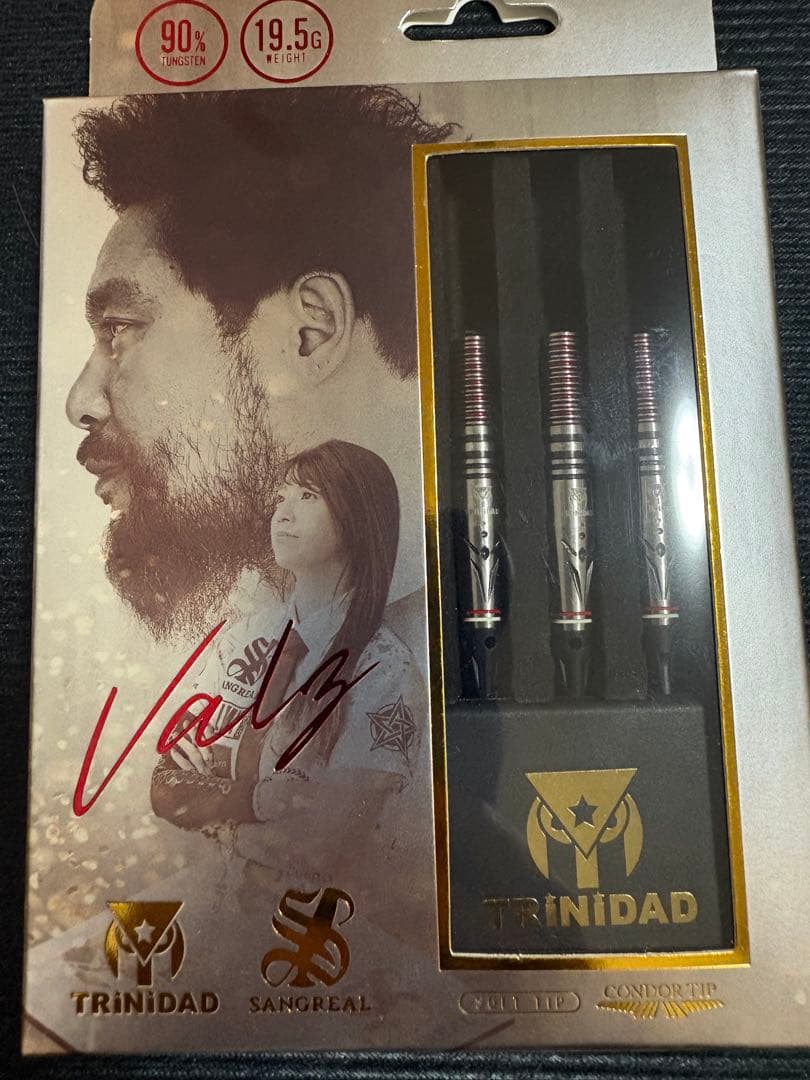 90%
TUNGSTEN
19.5G
WEIGHT
Valz
TRiNiDAD
TRiNiDAD
SANGREAL
SOFT TIP
CONDOR TIP